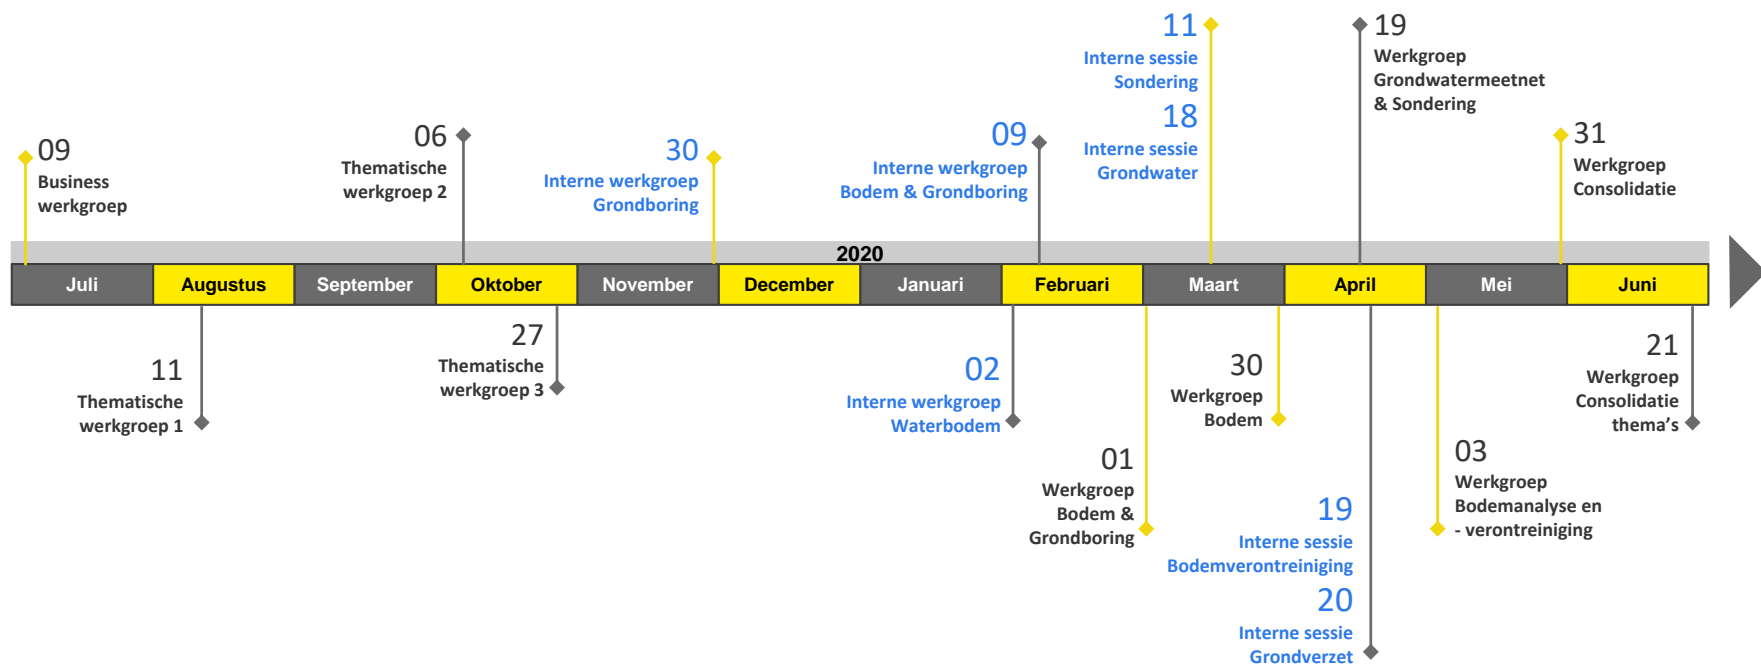 09
Business
werkgroep
06
Thematische
werkgroep 2
30
Interne werkgroep
Grondboring
09
Interne werkgroep
Bodem & Grondboring
11
Interne sessie
Sondering
18
Interne sessie
Grondwater
19
Werkgroep
Grondwatermeetnet
& Sondering
31
Werkgroep
Consolidatie
2020
Juli
Augustus
September
Oktober
November
December
Januari
Februari
Maart
April
Mei
Juni
11
Thematische
werkgroep 1
27
Thematische
werkgroep 3
02
Interne werkgroep
Waterbodem
01
Werkgroep
Bodem &
Grondboring
30
Werkgroep
Bodem
19
Interne sessie
Bodemverontreiniging
20
Interne sessie
Grondverzet
03
Werkgroep
Bodemanalyse en
- verontreiniging
21
Werkgroep
Consolidatie
thema's